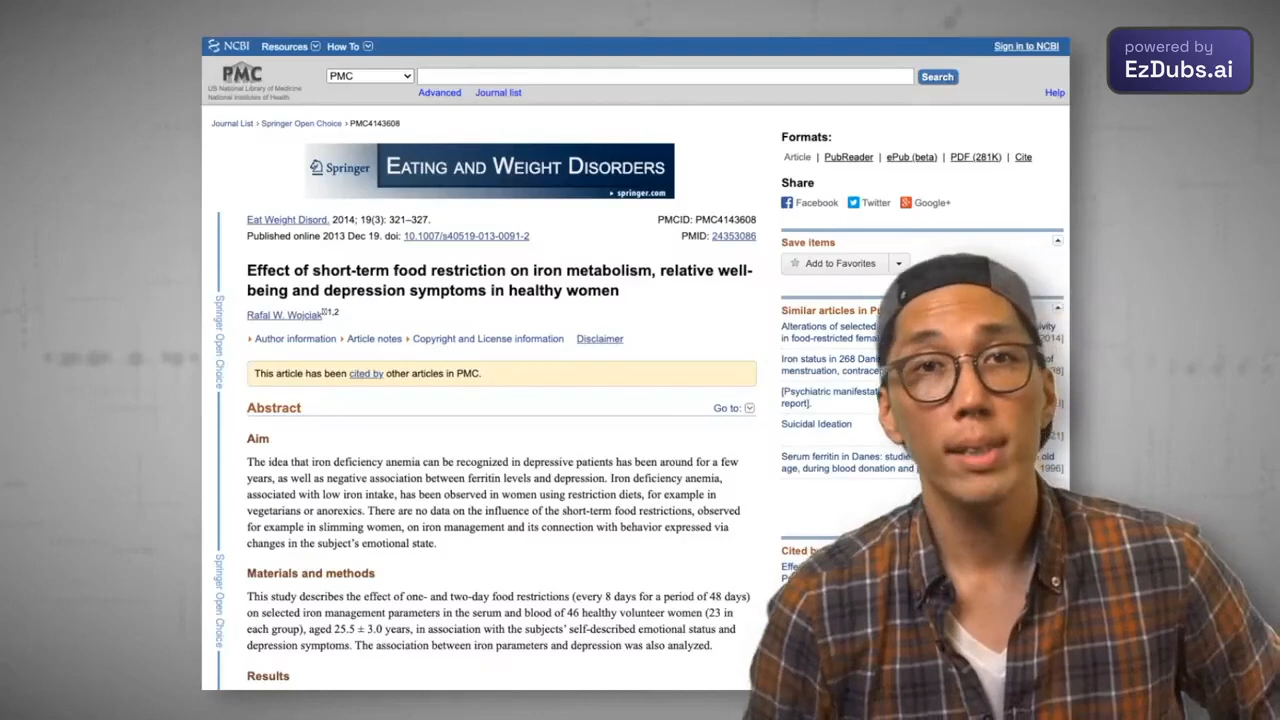 powered by
EzDubs.ai
NCBI Resources How To Sign in to NCBI
PMC
US National Library of Medicine
National Institutes of Health
PMC Search
Advanced Journal list Help
Journal List > Springer Open Choice > PMC4143608
Springer
EATING AND WEIGHT DISORDERS
springer.com
Eat Weight Disord. 2014; 19(3): 321–327. PMCID: PMC4143608
Published online 2013 Dec 19. doi: 10.1007/s40519-013-0091-2 PMID: 24353086
Effect of short-term food restriction on iron metabolism, relative well-
being and depression symptoms in healthy women
Rafal W. Wojciak 1,2
Author information Article notes Copyright and License information Disclaimer
This article has been cited by other articles in PMC.
Abstract Go to:
Aim
The idea that iron deficiency anemia can be recognized in depressive patients has been around for a few
years, as well as negative association between ferritin levels and depression. Iron deficiency anemia,
associated with low iron intake, has been observed in women using restriction diets, for example in
vegetarians or anorexics. There are no data on the influence of the short-term food restrictions, observed
for example in slimming women, on iron management and its connection with behavior expressed via
changes in the subject's emotional state.
Materials and methods
This study describes the effect of one- and two-day food restrictions (every 8 days for a period of 48 days)
on selected iron management parameters in the serum and blood of 46 healthy volunteer women (23 in
each group), aged 25.5 ± 3.0 years, in association with the subjects' self-described emotional status and
depression symptoms. The association between iron parameters and depression was also analyzed.
Results
Springer Open Choice
Springer Open Choice
Formats:
Article | PubReader | ePub (beta) | PDF (281K) | Cite
Share
Facebook Twitter Google+
Save items
Add to Favorites
Similar articles in
Alterations of selected
in food-restricted 2014]
Iron status in 268 of
menstruation,
[Psychiatric
report].
Suicidal Ideation
Serum ferritin in Danes: old
age, during blood donation and 1996]
Cited